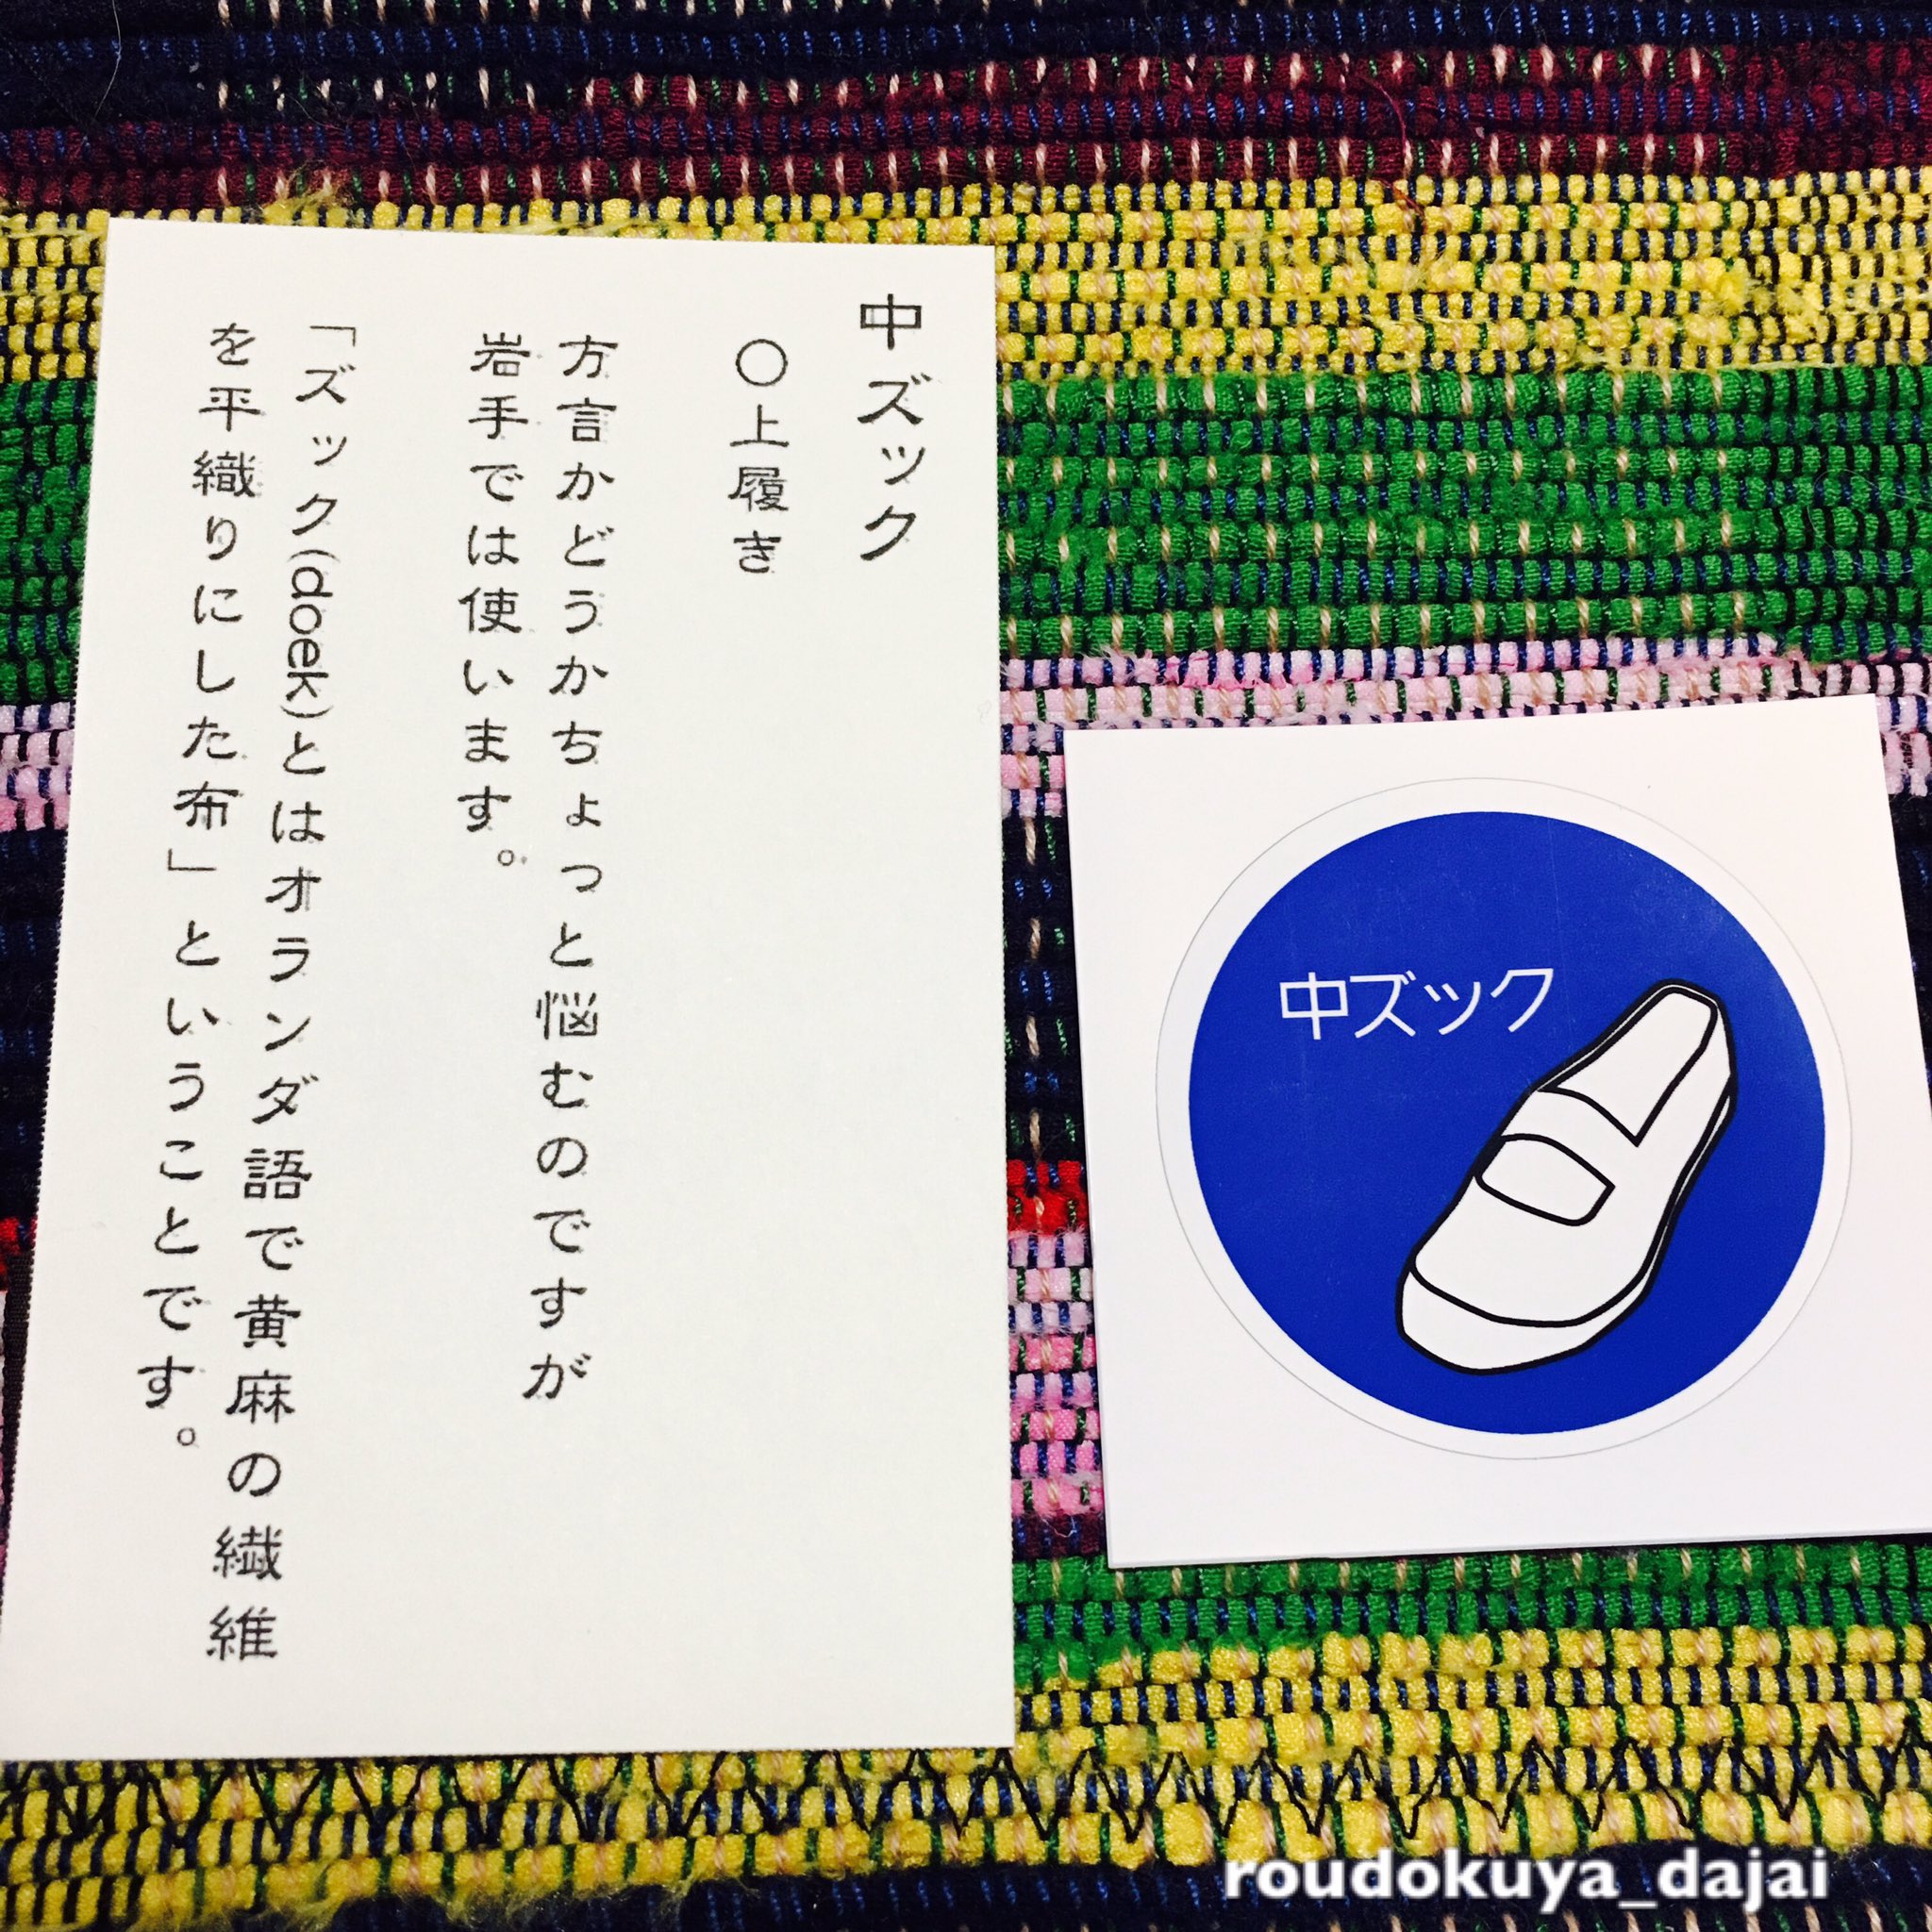 中ズック
〇上履き
方言かどうかちょっと悩むのですが
岩手では使います。
「ズック(doek)とはオランダ語で黄麻の繊維
を平織りにした布」ということです。
中ズック
roudokuya_dajai